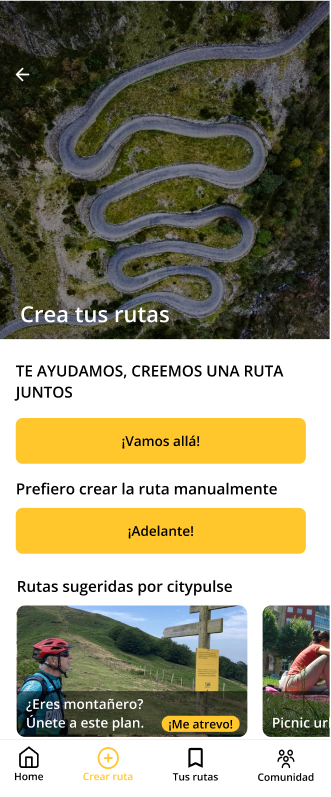 Crea tus rutas
TE AYUDAMOS, CREEMOS UNA RUTA
JUNTOS
¡Vamos allá!
Prefiero crear la ruta manualmente
¡Adelante!
Rutas sugeridas por citypulse
¿Eres montañero?
Únete a este plan.
¡Me atrevo!
Picnic ur
Home
Crear ruta
Tus rutas
Comunidad